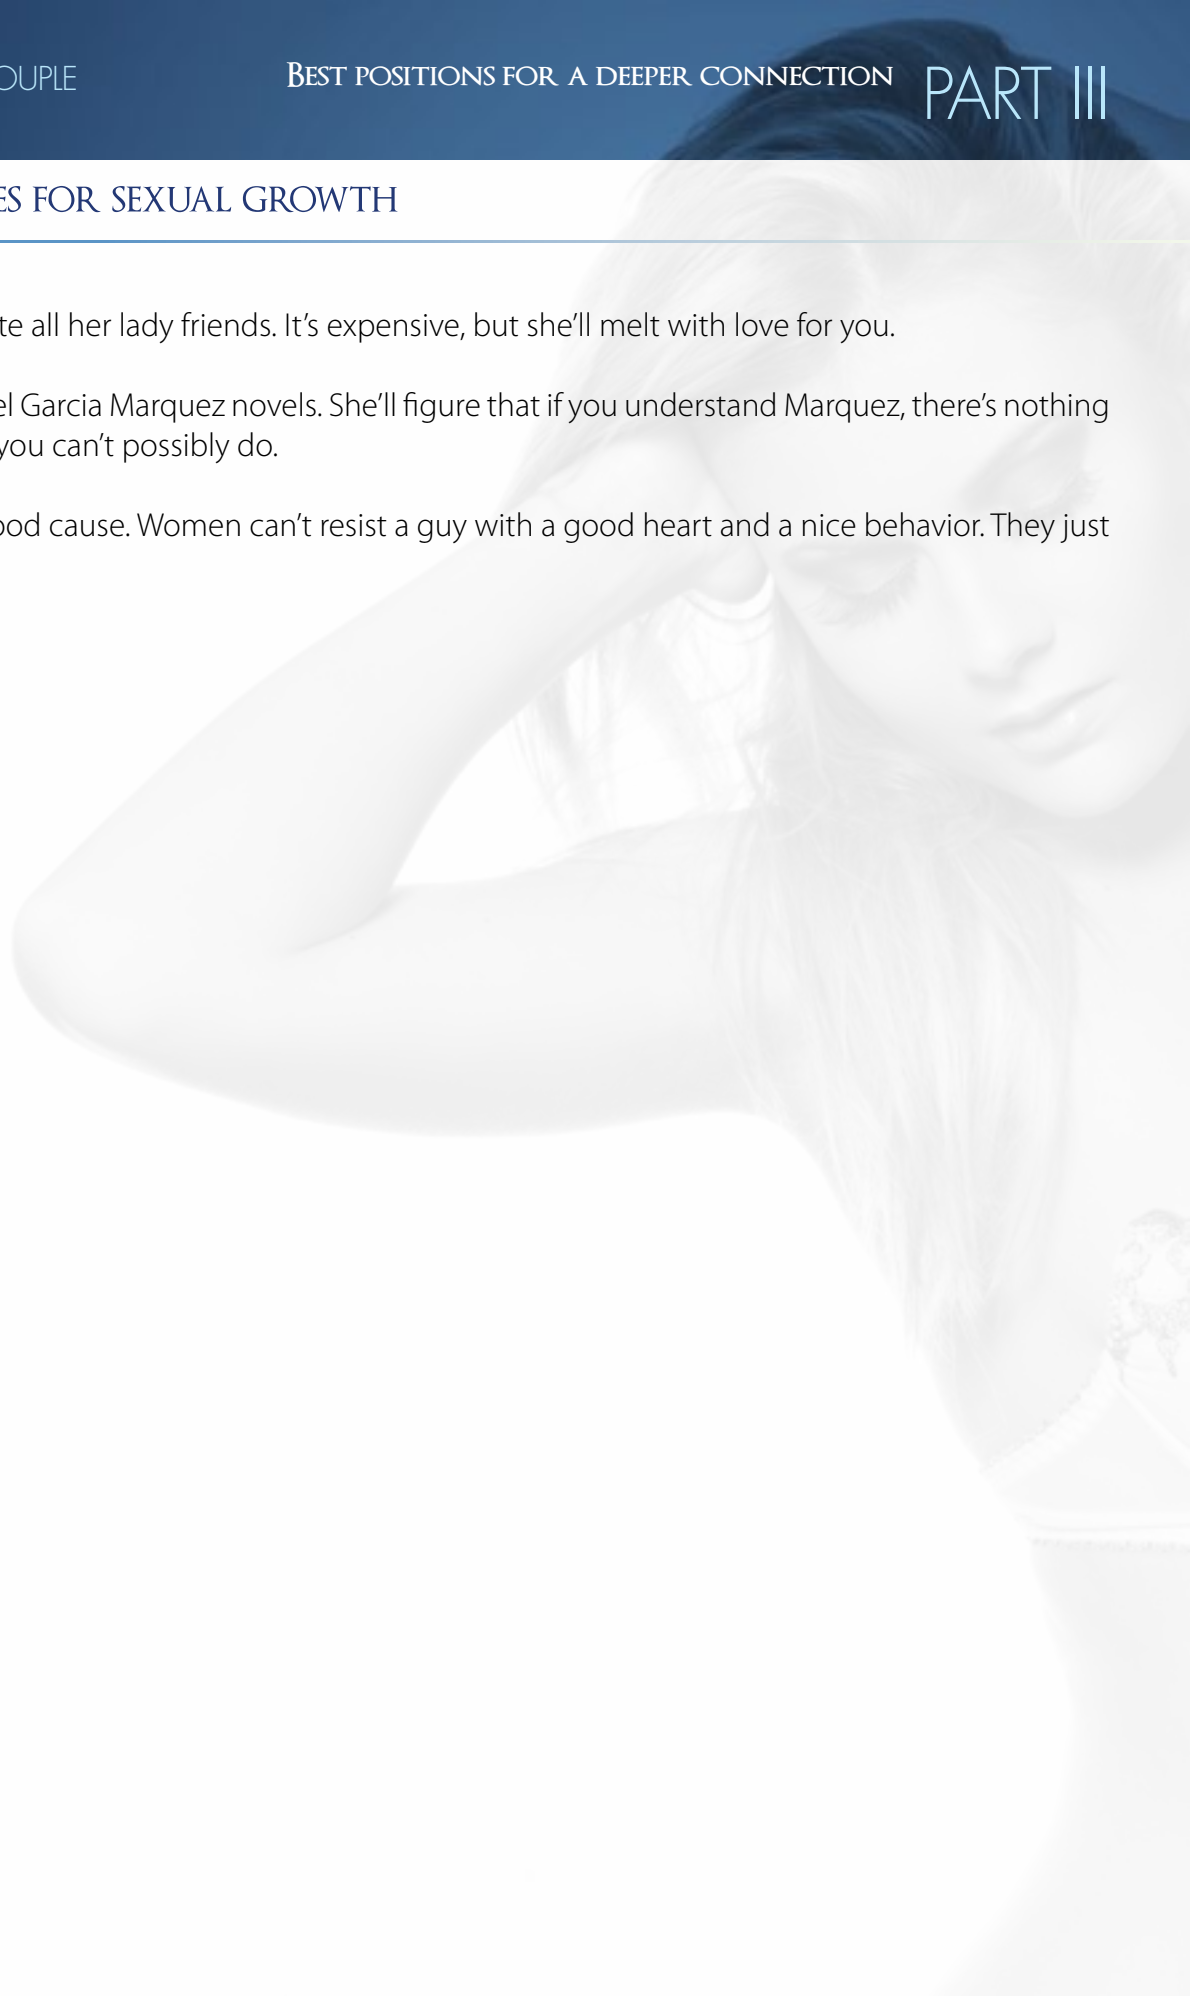 OUPLE
BEST POSITIONS FOR A DEEPER CONNECTION
PART III
ES FOR SEXUAL GROWTH
te all her lady friends. It’s expensive, but she’ll melt with love for you.
el Garcia Marquez novels. She’ll figure that if you understand Marquez, there’s nothing
you can’t possibly do.
ood cause. Women can’t resist a guy with a good heart and a nice behavior. They just